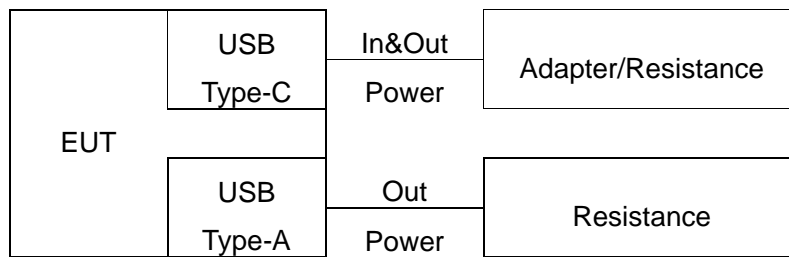 EUT
USB
Type-C
In&Out
Power
Adapter/Resistance
USB
Type-A
Out
Power
Resistance